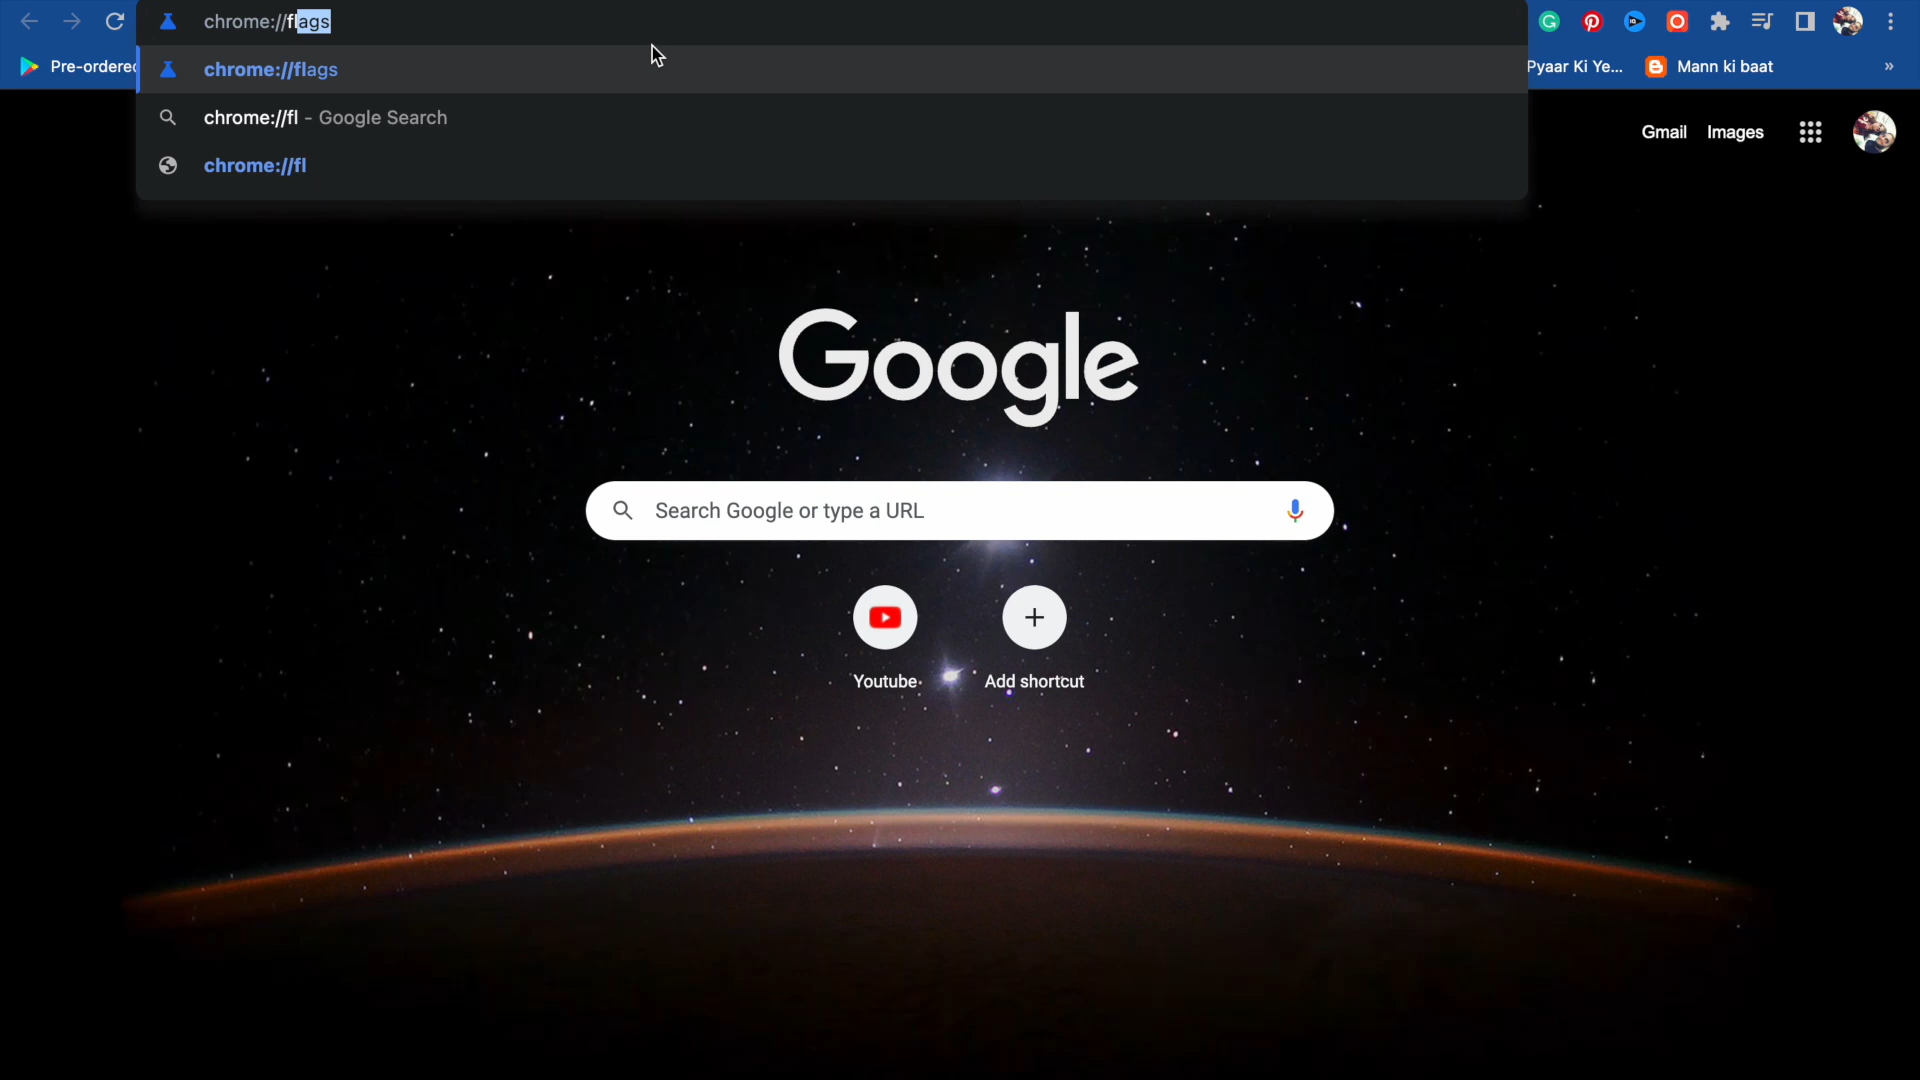 chrome://flags
chrome://flags
chrome://fl - Google Search
chrome://fl
Pre-ordered
Pyaar Ki Ye...
Mann ki baat
»
Gmail Images
Google
Search Google or type a URL
Youtube
Add shortcut